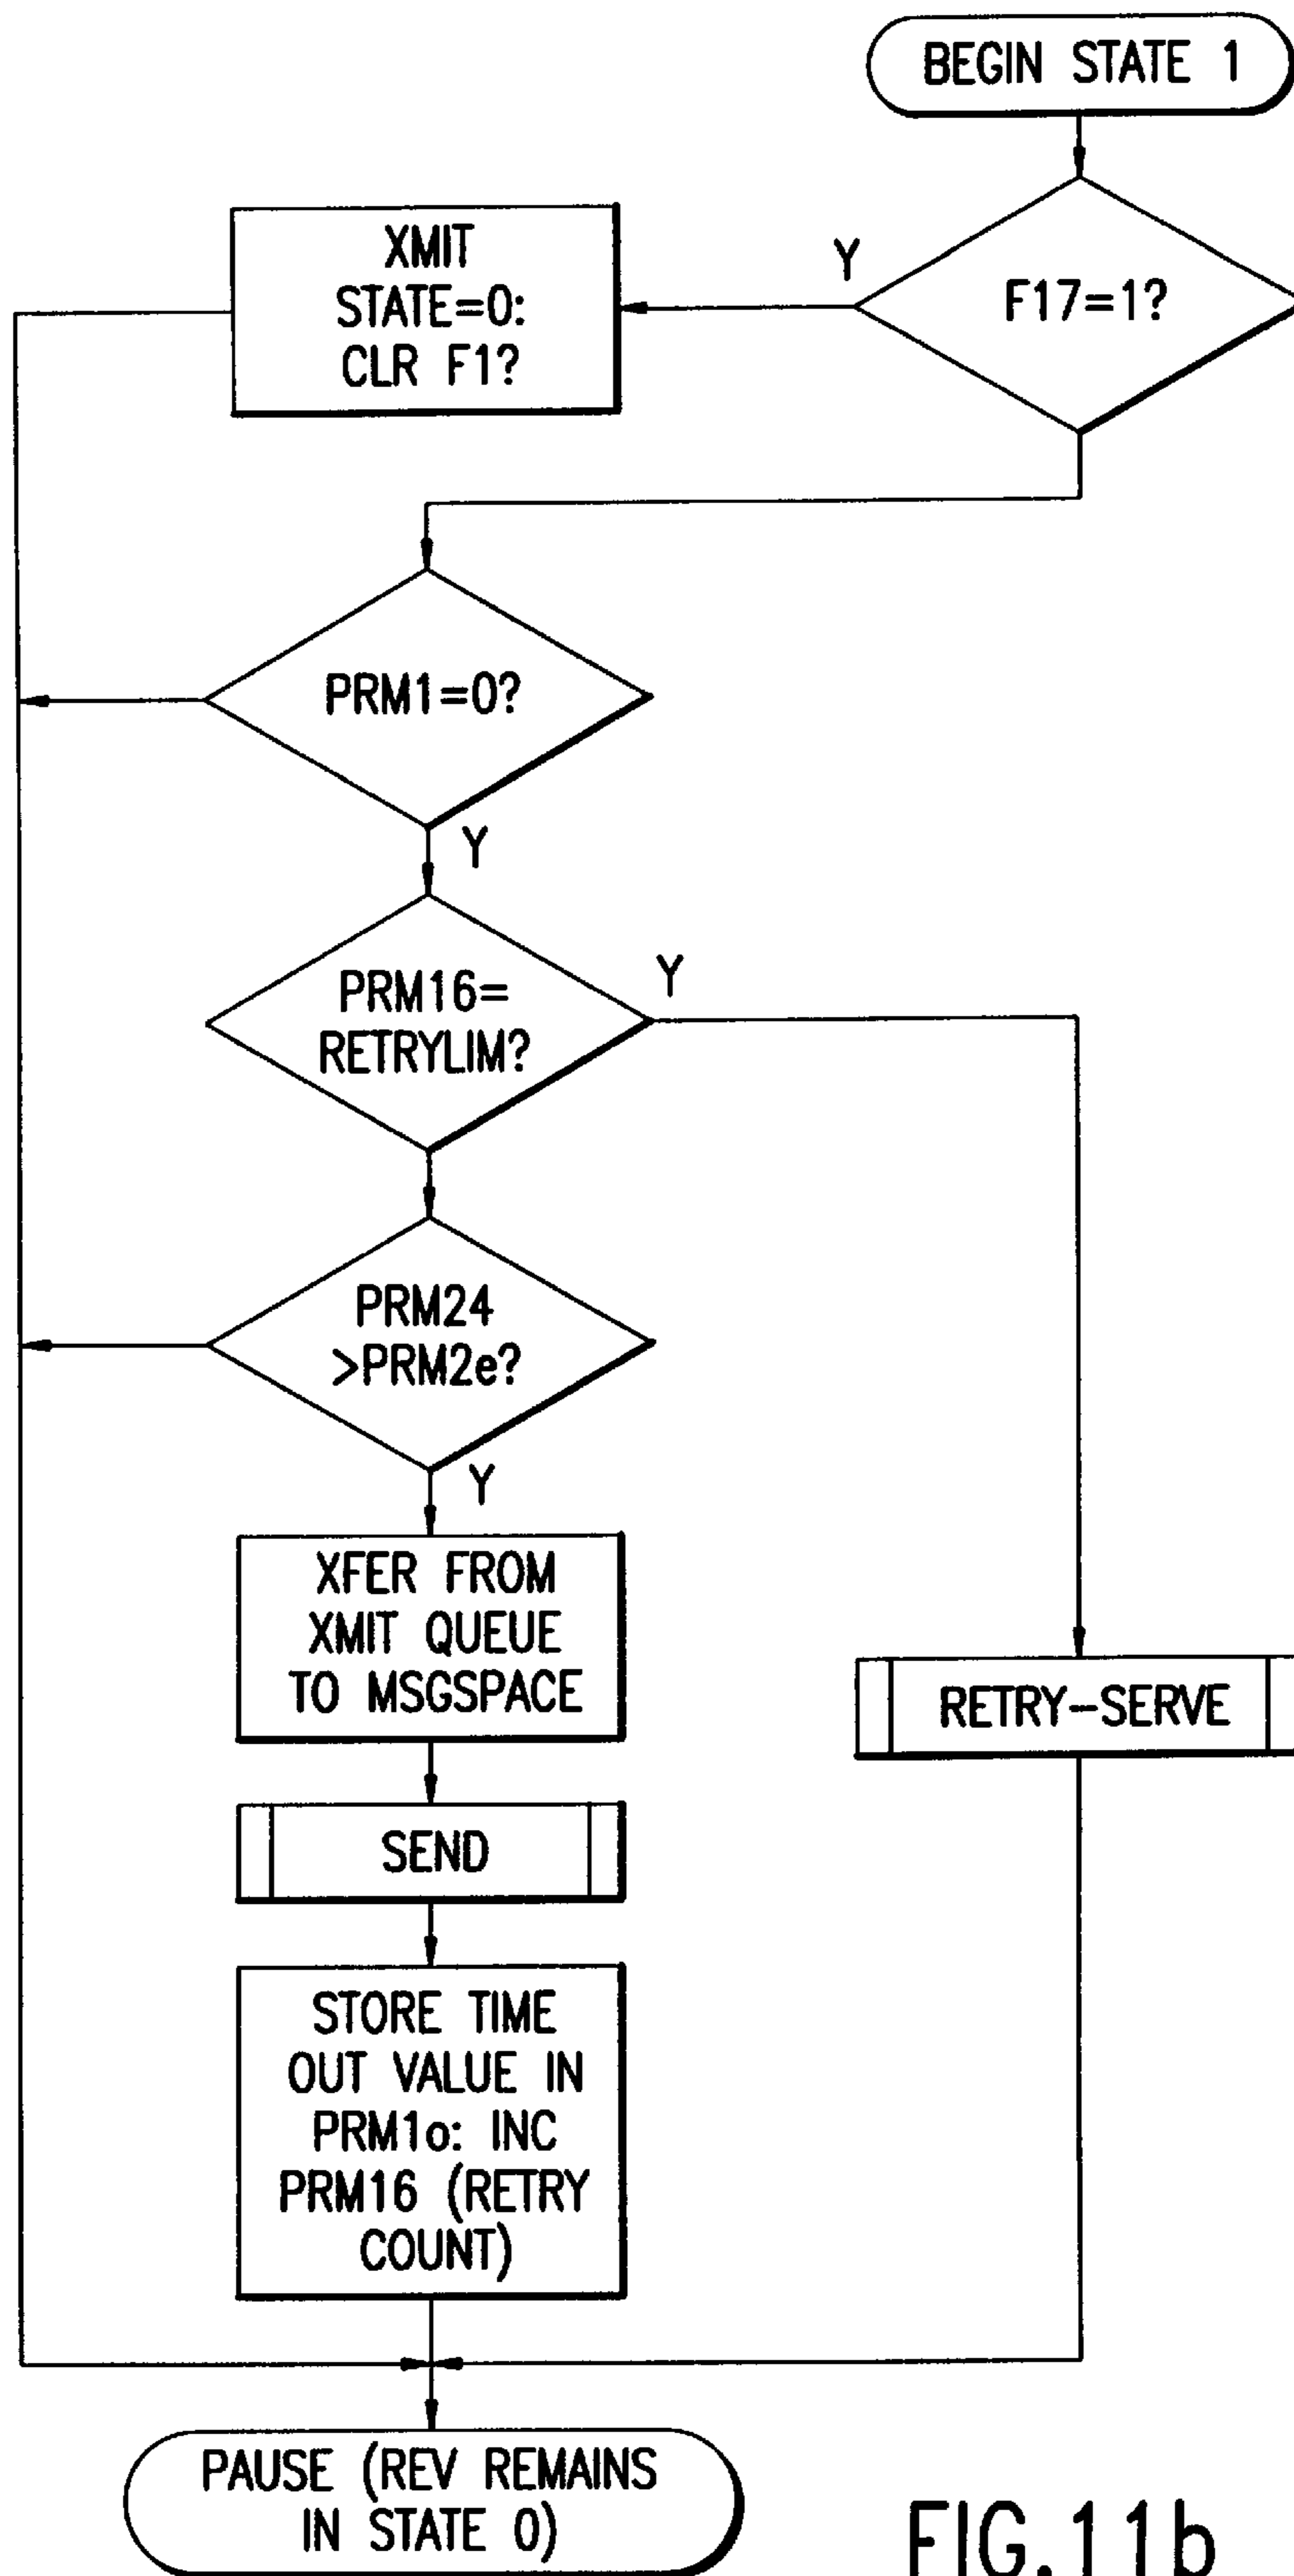 BEGIN STATE 1
F17=1?
Y
XMIT
STATE=0:
CLR F1?
PRM1=0?
Y
PRM16=
RETRYLIM?
Y
PRM24
>PRM2e?
Y
XFER FROM
XMIT QUEUE
TO MSGSPACE
RETRY-SERVE
SEND
STORE TIME
OUT VALUE IN
PRM1o: INC
PRM16 (RETRY
COUNT)
PAUSE (REV REMAINS
IN STATE 0)
FIG.11b